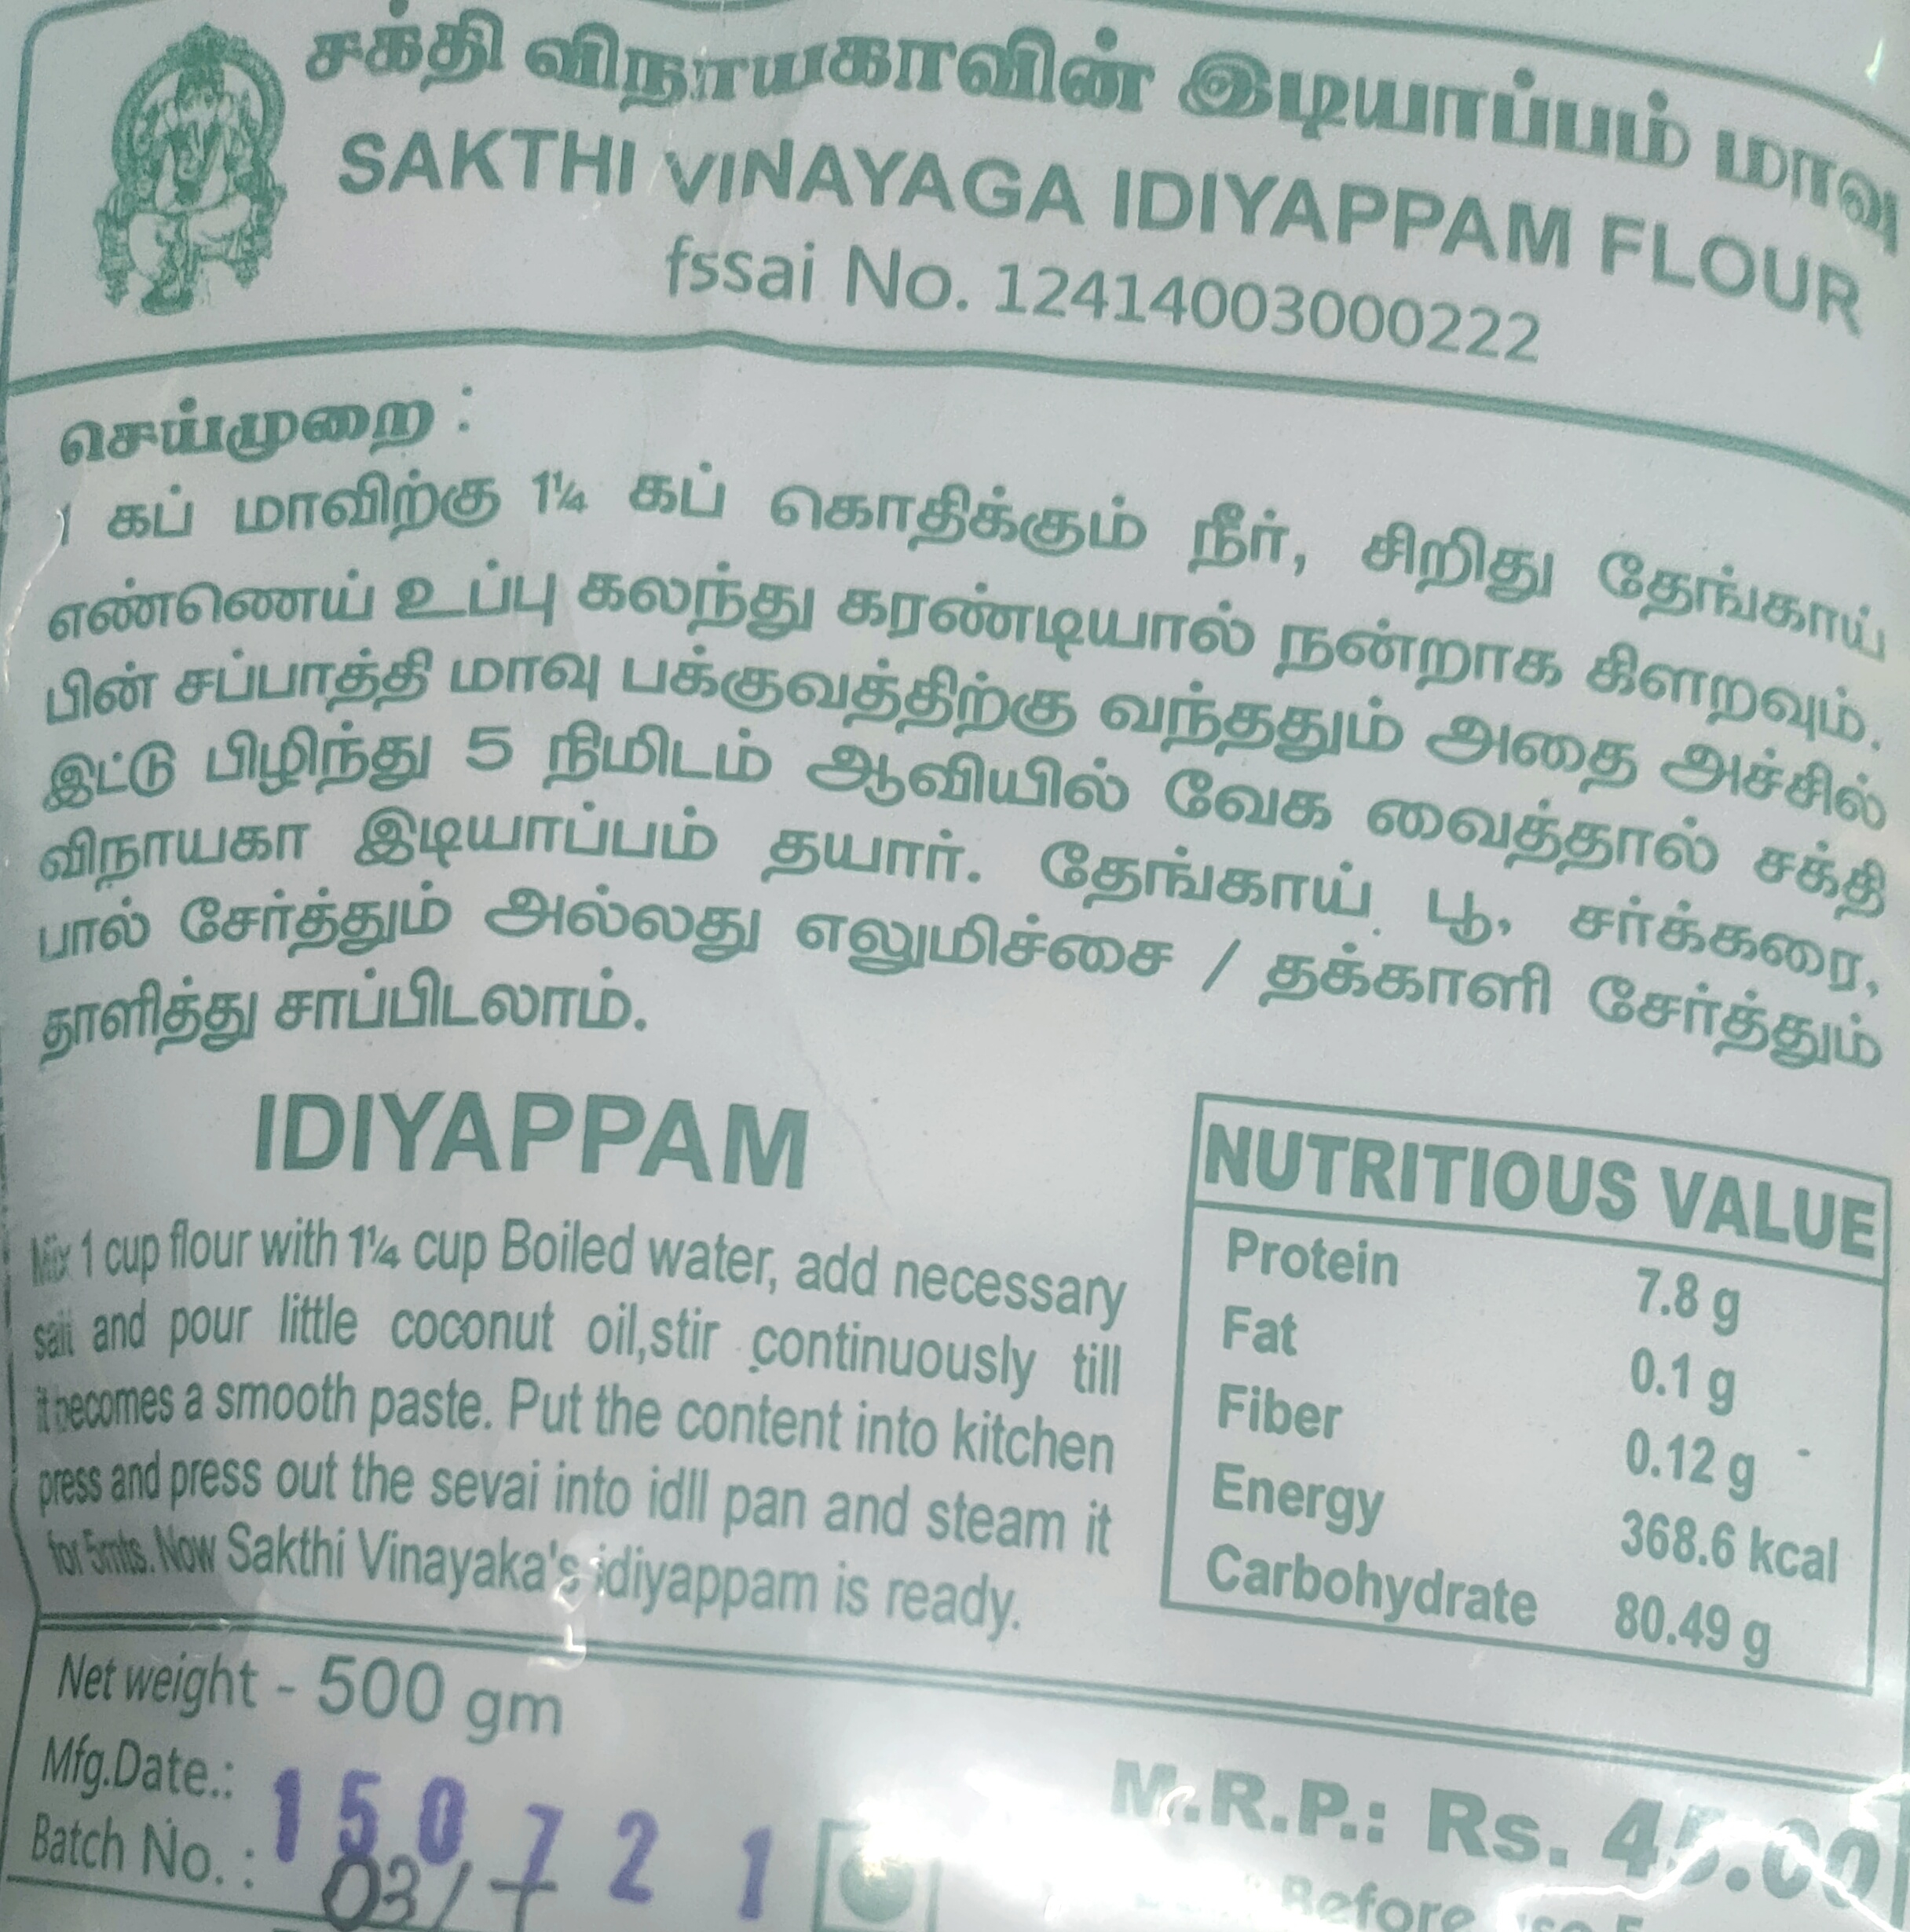 சக்தி விநாயகாவின் இடியாப்பம் மாவு
SAKTHI VINAYAGA IDIYAPPAM FLOUR
fssai No. 12414003000222
செய்முறை :
1 கப் மாவிற்கு 1¼ கப் கொதிக்கும் நீர், சிறிது தேங்காய்
எண்ணெய் உப்பு கலந்து கரண்டியால் நன்றாக கிளறவும்.
பின் சப்பாத்தி மாவு பக்குவத்திற்கு வந்ததும் அதை அச்சில்
இட்டு பிழிந்து 5 நிமிடம் ஆவியில் வேக வைத்தால் சக்தி
விநாயகா இடியாப்பம் தயார். தேங்காய் பூ, சர்க்கரை,
பால் சேர்த்தும் அல்லது எலுமிச்சை / தக்காளி சேர்த்தும்
தாளித்து சாப்பிடலாம்.
IDIYAPPAM
Mix 1 cup flour with 1¼ cup Boiled water, add necessary
salt and pour little coconut oil,stir continuously till
it becomes a smooth paste. Put the content into kitchen
press and press out the sevai into idll pan and steam it
for 5mts. Now Sakthi Vinayaka's idiyappam is ready.
NUTRITIOUS VALUE
Protein 7.8 g
Fat 0.1 g
Fiber 0.12 g
Energy 368.6 kcal
Carbohydrate 80.49 g
Net weight - 500 gm
Mfg.Date.: 150721
Batch No. : 03/7
M.R.P.: Rs. 45.00
Before use